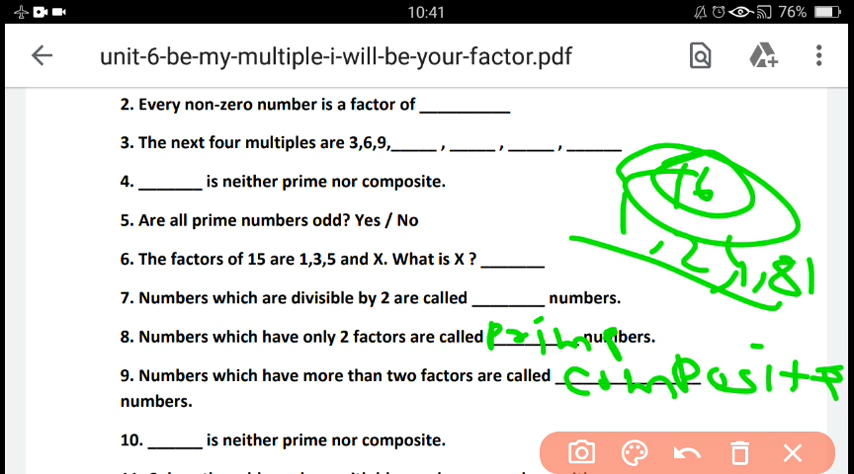 10:41 76%
unit-6-be-my-multiple-i-will-be-your-factor.pdf
2. Every non-zero number is a factor of __________
3. The next four multiples are 3,6,9,_____ , _____ , _____ , ______
4. _______ is neither prime nor composite.
5. Are all prime numbers odd? Yes / No
6. The factors of 15 are 1,3,5 and X. What is X ? _______
7. Numbers which are divisible by 2 are called ________ numbers.
8. Numbers which have only 2 factors are called prime numbers.
9. Numbers which have more than two factors are called composite
numbers.
10. ______ is neither prime nor composite.
16
1,2,4,81